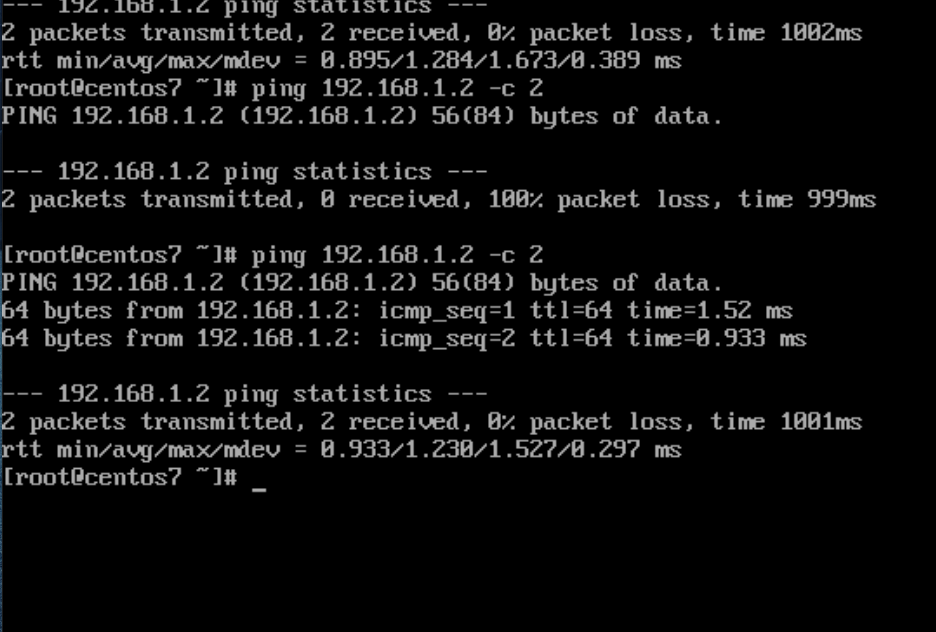 --- 192.168.1.2 ping statistics ---
2 packets transmitted, 2 received, 0% packet loss, time 1002ms
rtt min/avg/max/mdev = 0.895/1.284/1.673/0.389 ms
[root@centos7 ~]# ping 192.168.1.2 -c 2
PING 192.168.1.2 (192.168.1.2) 56(84) bytes of data.

--- 192.168.1.2 ping statistics ---
2 packets transmitted, 0 received, 100% packet loss, time 999ms

[root@centos7 ~]# ping 192.168.1.2 -c 2
PING 192.168.1.2 (192.168.1.2) 56(84) bytes of data.
64 bytes from 192.168.1.2: icmp_seq=1 ttl=64 time=1.52 ms
64 bytes from 192.168.1.2: icmp_seq=2 ttl=64 time=0.933 ms

--- 192.168.1.2 ping statistics ---
2 packets transmitted, 2 received, 0% packet loss, time 1001ms
rtt min/avg/max/mdev = 0.933/1.230/1.527/0.297 ms
[root@centos7 ~]# _